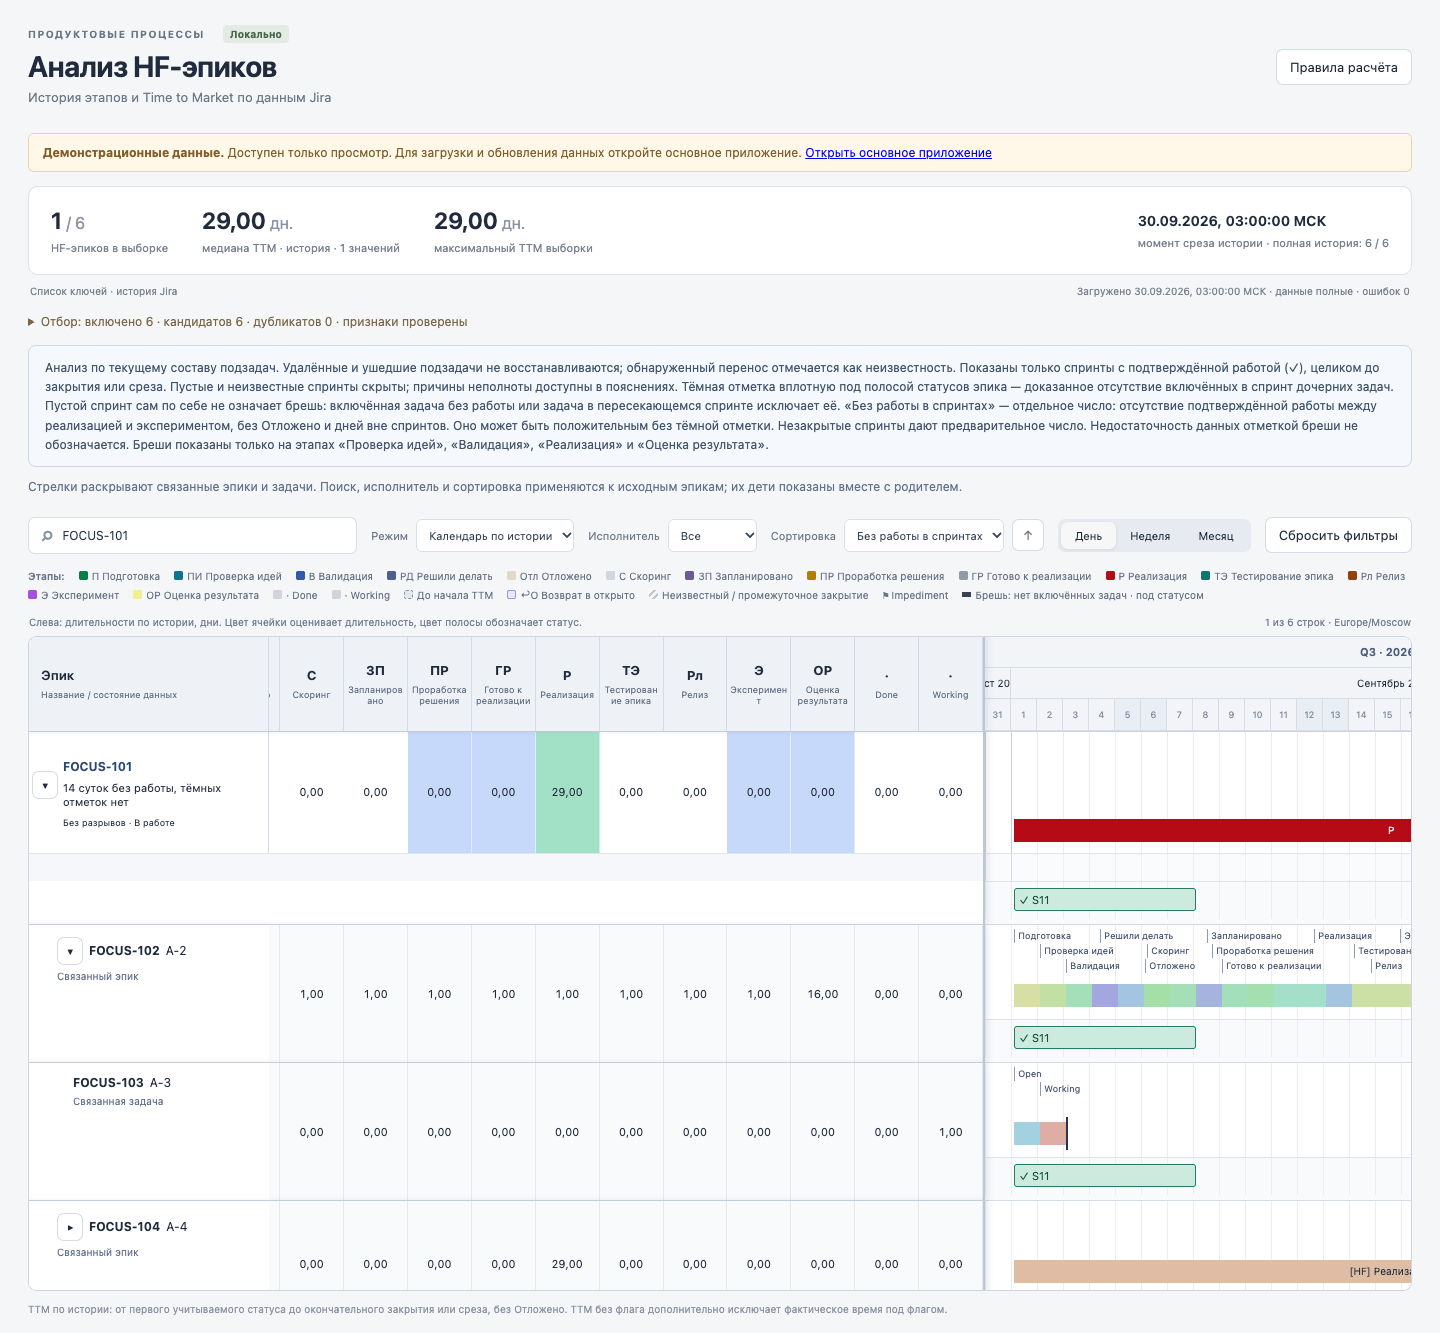 ПРОДУКТОВЫЕ ПРОЦЕССЫ Локально
Анализ HF-эпиков
Правила расчёта
История этапов и Time to Market по данным Jira
Демонстрационные данные. Доступен только просмотр. Для загрузки и обновления данных откройте основное приложение. Открыть основное приложение
1 / 6 29,00 дн. 29,00 дн. 30.09.2026, 03:00:00 МСК
HF-эпиков в выборке медиана ТТМ · история · 1 значений максимальный ТТМ выборки момент среза истории · полная история: 6 / 6
Список ключей · история Jira Загружено 30.09.2026, 03:00:00 МСК · данные полные · ошибок 0
▶ Отбор: включено 6 · кандидатов 6 · дубликатов 0 · признаки проверены
Анализ по текущему составу подзадач. Удалённые и ушедшие подзадачи не восстанавливаются; обнаруженный перенос отмечается как неизвестность. Показаны только спринты с подтверждённой работой (✓), целиком до
закрытия или среза. Пустые и неизвестные спринты скрыты; причины неполноты доступны в пояснениях. Тёмная отметка вплотную под полосой статусов эпика — доказанное отсутствие включённых в спринт дочерних задач.
Пустой спринт сам по себе не означает брешь: включённая задача без работы или задача в пересекающемся спринте исключает её. «Без работы в спринтах» — отдельное число: отсутствие подтверждённой работы между
реализацией и экспериментом, без Отложено и дней вне спринтов. Оно может быть положительным без тёмной отметки. Незакрытые спринты дают предварительное число. Недостаточность данных отметкой бреши не
обозначается. Бреши показаны только на этапах «Проверка идей», «Валидация», «Реализация» и «Оценка результата».
Стрелки раскрывают связанные эпики и задачи. Поиск, исполнитель и сортировка применяются к исходным эпикам; их дети показаны вместе с родителем.
FOCUS-101 Режим Календарь по истории Исполнитель Все Сортировка Без работы в спринтах ↑ День Неделя Месяц Сбросить фильтры
Этапы: П Подготовка ПИ Проверка идей В Валидация РД Решили делать Отл Отложено С Скоринг ЗП Запланировано ПР Проработка решения ГР Готово к реализации Р Реализация ТЭ Тестирование эпика Рл Релиз
Э Эксперимент ОР Оценка результата · Done · Working До начала ТТМ ↩О Возврат в открыто Неизвестный / промежуточное закрытие ⚑ Impediment Брешь: нет включённых задач · под статусом
Слева: длительности по истории, дни. Цвет ячейки оценивает длительность, цвет полосы обозначает статус. 1 из 6 строк · Europe/Moscow
Q3 · 2026
Эпик С ЗП ПР ГР Р ТЭ Рл Э ОР · ·
Название / состояние данных Скоринг Запланиров Проработка Готово к Реализация Тестирован Релиз Эксперимен Оценка Done Working
ано решения реализации ие эпика т результата
ст 20 Сентябрь 2
31 1 2 3 4 5 6 7 8 9 10 11 12 13 14 15 1
▼ FOCUS-101
14 суток без работы, тёмных
отметок нет
Без разрывов · В работе
0,00 0,00 0,00 0,00 29,00 0,00 0,00 0,00 0,00 0,00 0,00
Р
✓ S11
▼ FOCUS-102 A-2
Связанный эпик
1,00 1,00 1,00 1,00 1,00 1,00 1,00 1,00 16,00 0,00 0,00
Подготовка Решили делать Запланировано Реализация Э
Проверка идей Скоринг Проработка решения Тестирован
Валидация Отложено Готово к реализации Релиз
✓ S11
FOCUS-103 A-3
Связанная задача
0,00 0,00 0,00 0,00 0,00 0,00 0,00 0,00 0,00 0,00 1,00
Open
Working
✓ S11
▸ FOCUS-104 A-4
Связанный эпик
0,00 0,00 0,00 0,00 29,00 0,00 0,00 0,00 0,00 0,00 0,00
[HF] Реализа
ТТМ по истории: от первого учитываемого статуса до окончательного закрытия или среза, без Отложено. ТТМ без флага дополнительно исключает фактическое время под флагом.